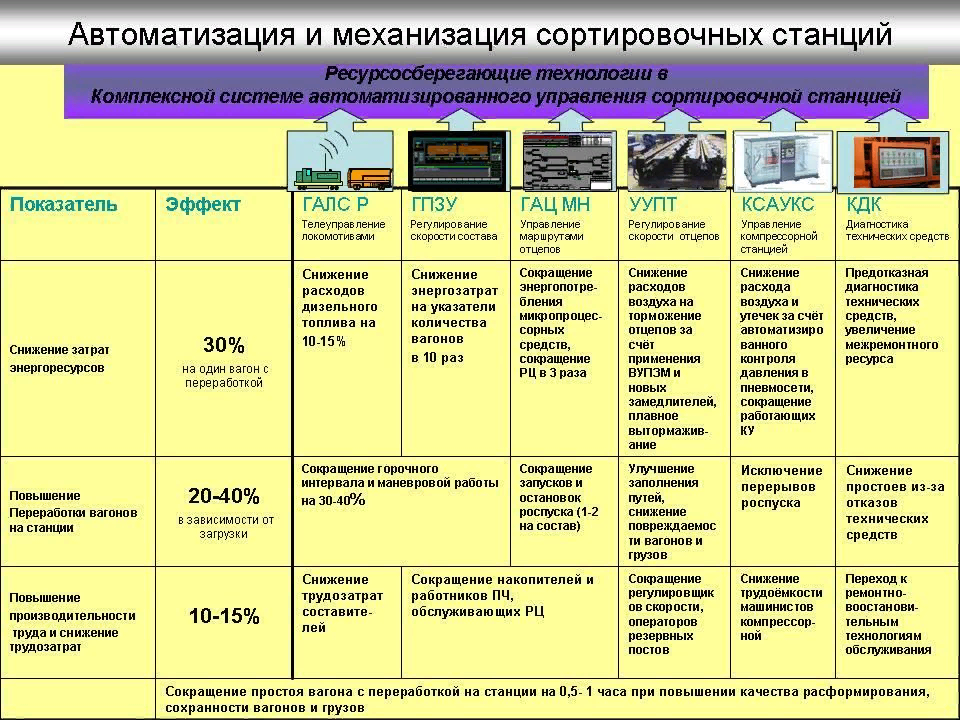 Автоматизация и механизация сортировочных станций
Ресурсосберегающие технологии в
Комплексной системе автоматизированного управления сортировочной станцией
Показатель
Эффект
ГАЛС Р
Телеуправление
локомотивами
ГПЗУ
Регулирование
скорости состава
ГАЦ МН
Управление
маршрутами
отцепов
УУПТ
Регулирование
скорости отцепов
КСАУКС
Управление
компрессорной
станцией
КДК
Диагностика
технических средств
Снижение затрат
энергоресурсов
30%
на один вагон с
переработкой
Снижение
расходов
дизельного
топлива на
10-15%
Снижение
энергозатрат
на указатели
количества
вагонов
в 10 раз
Сокращение
энергопотре-
бления
микропроцес-
сорных
средств,
сокращение
РЦ в 3 раза
Снижение
расходов
воздуха на
торможение
отцепов за
счёт
применения
ВУПЗМ и
новых
замедлителей,
плавное
вытормажив-
ание
Снижение
расхода
воздуха и
утечек за счёт
автоматизиро
ванного
контроля
давления в
пневмосети,
сокращение
работающих
КУ
Предотказная
диагностика
технических
средств,
увеличение
межремонтного
ресурса
Повышение
Переработки вагонов
на станции
20-40%
в зависимости от
загрузки
Сокращение горочного
интервала и маневровой работы
на 30-40%
Сокращение
запусков и
остановок
роспуска (1-2
на состав)
Улучшение
заполнения
путей,
снижение
повреждаемос
ти вагонов и
грузов
Исключение
перерывов
роспуска
Снижение
простоев из-за
отказов
технических
средств
Повышение
производительности
труда и снижение
трудозатрат
10-15%
Снижение
трудозатрат
составите-
лей
Сокращение накопителей и
работников ПЧ,
обслуживающих РЦ
Сокращение
регулировщик
ов скорости,
операторов
резервных
постов
Снижение
трудоёмкости
машинистов
компрессор-
ной
Переход к
ремонтно-
воостанови-
тельным
технологиям
обслуживания
Сокращение простоя вагона с переработкой на станции на 0,5- 1 часа при повышении качества расформирования,
сохранности вагонов и грузов